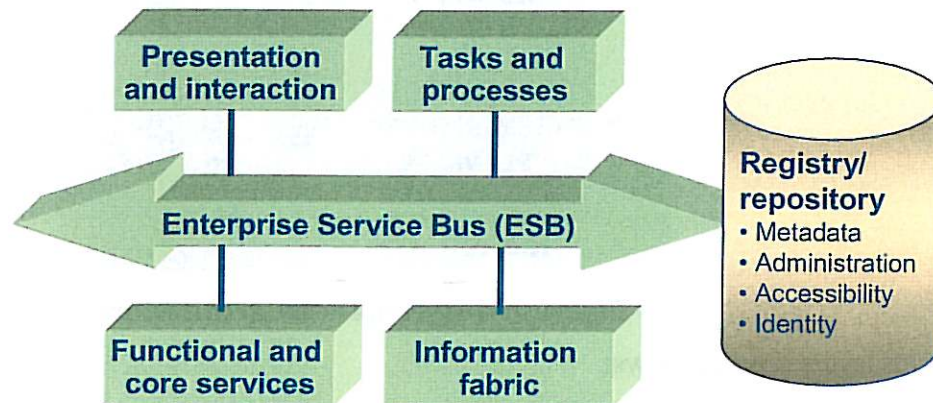 Presentation
and interaction
Tasks and
processes
Enterprise Service Bus (ESB)
Functional and
core services
Information
fabric
Registry/
repository
• Metadata
• Administration
• Accessibility
• Identity